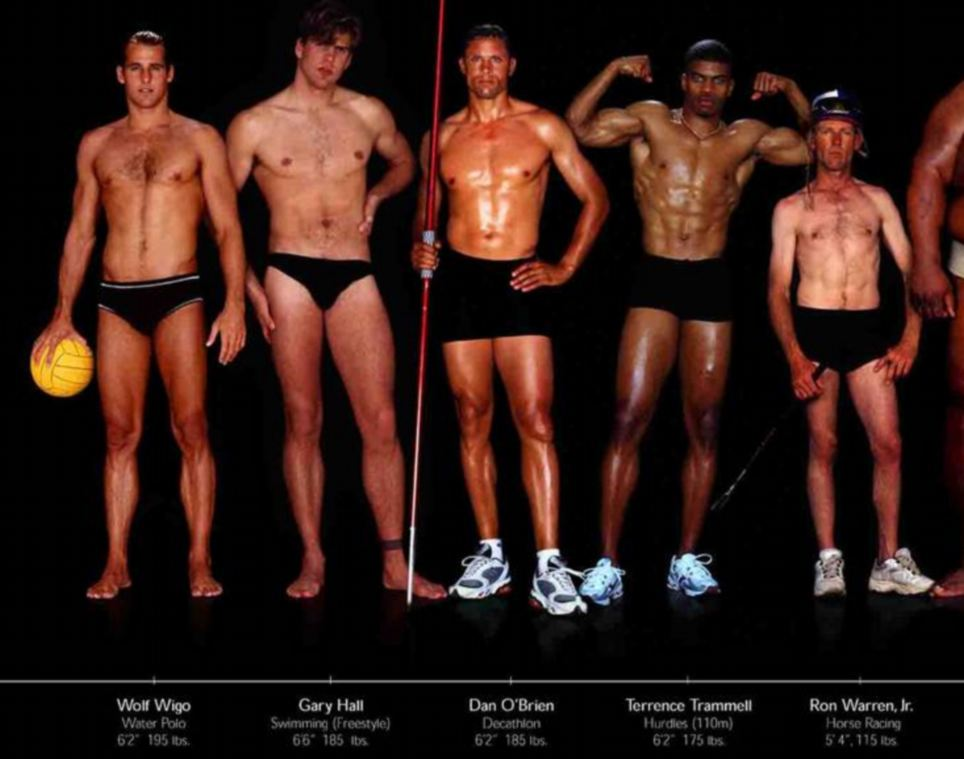 Wolf Wigo
Water Polo
6'2" 195 lbs.
Gary Hall
Swimming (Freestyle)
6'6" 185 lbs.
Dan O'Brien
Decathlon
6'2" 185 lbs.
Terrence Trammell
Hurdles (110m)
6'2" 175 lbs.
Ron Warren, Jr.
Horse Racing
5'4", 115 lbs.